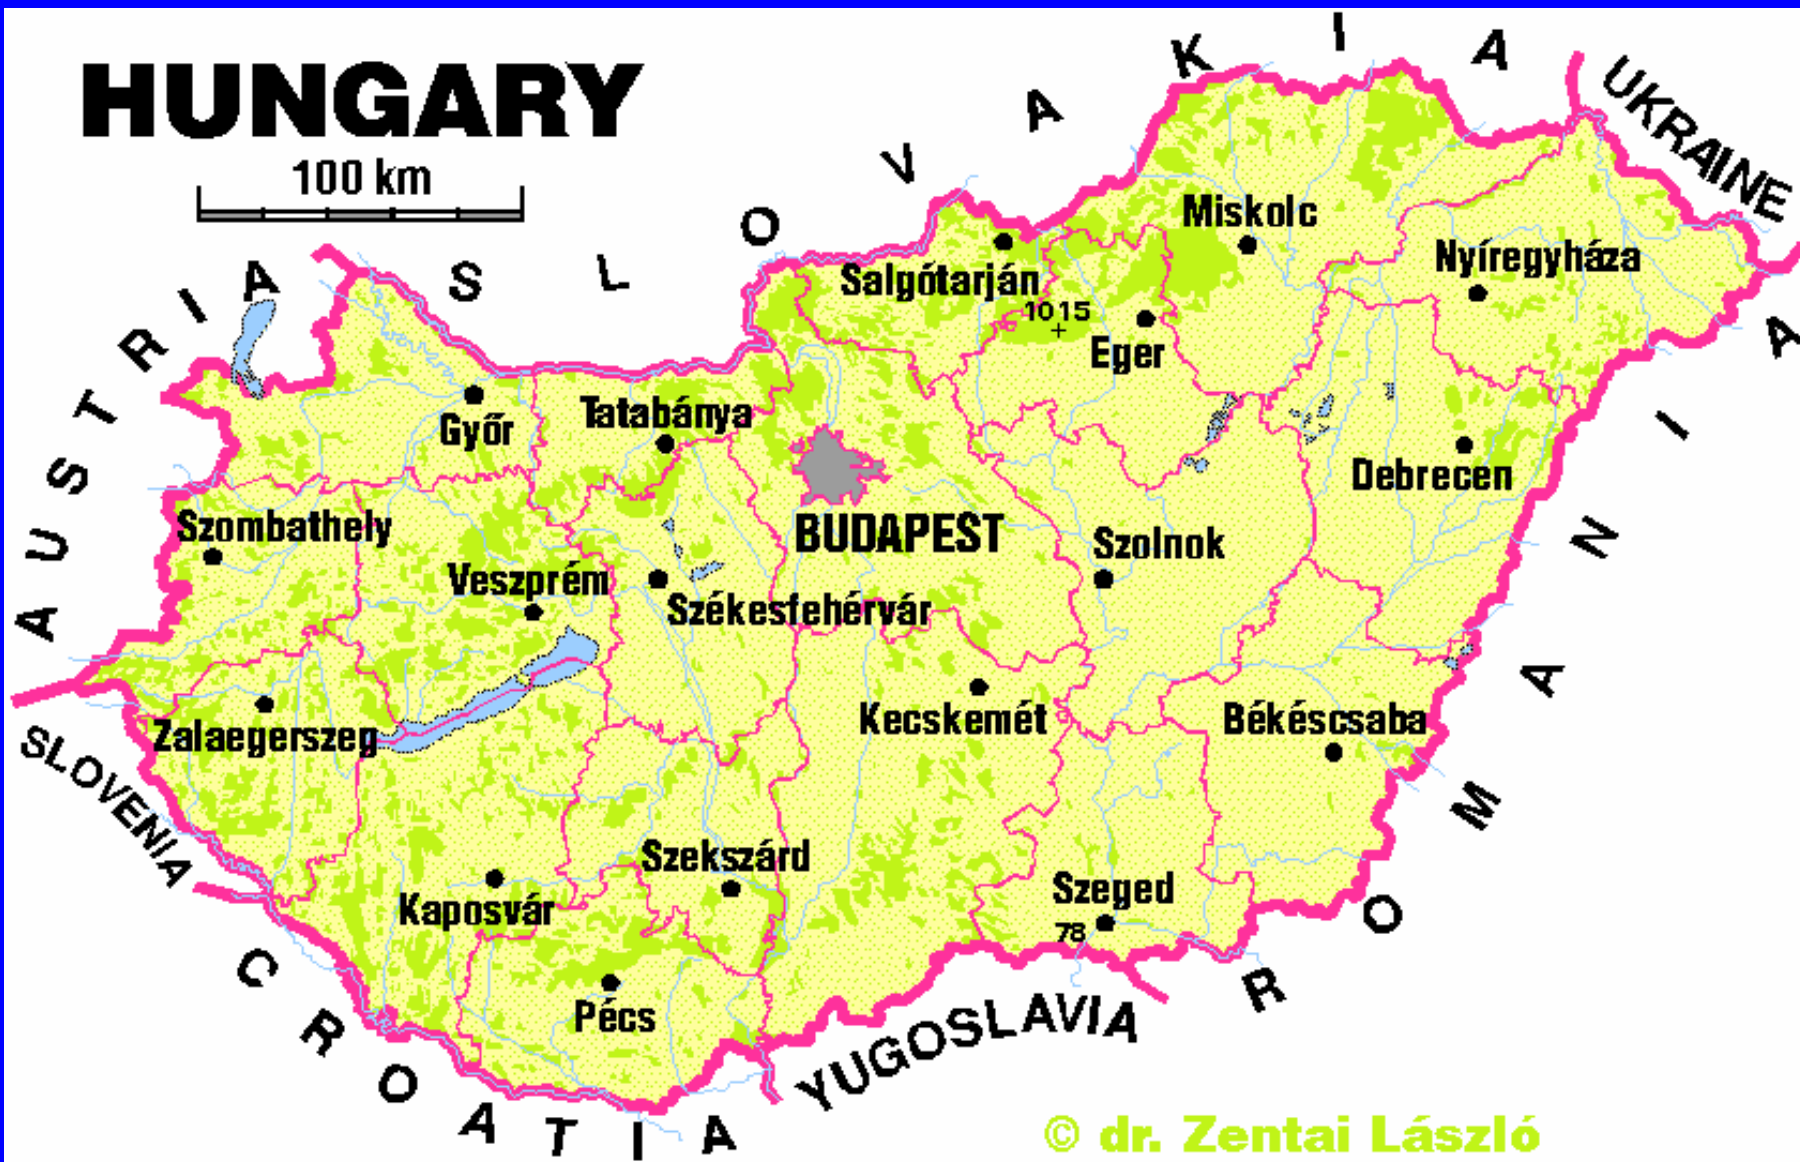 HUNGARY
100 km
SLOVAKIA
UKRAINE
AUSTRIA
ROMANIA
SLOVENIA
CROATIA
YUGOSLAVIA
Miskolc
Salgótarján
Nyíregyháza
1015
Eger
Győr
Tatabánya
Debrecen
Szombathely
BUDAPEST
Szolnok
Veszprém
Székesfehérvár
Zalaegerszeg
Kecskemét
Békéscsaba
Szekszárd
Kaposvár
Szeged
78
Pécs
© dr. Zentai László